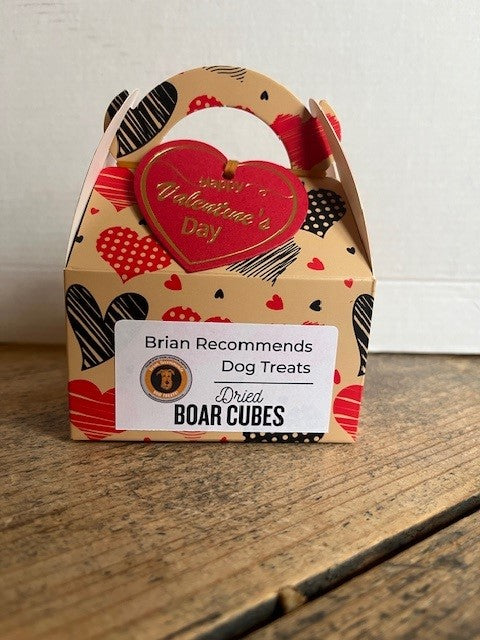 Happy
Valentine's
Day
Brian Recommends
Dog Treats
Dried
BOAR CUBES